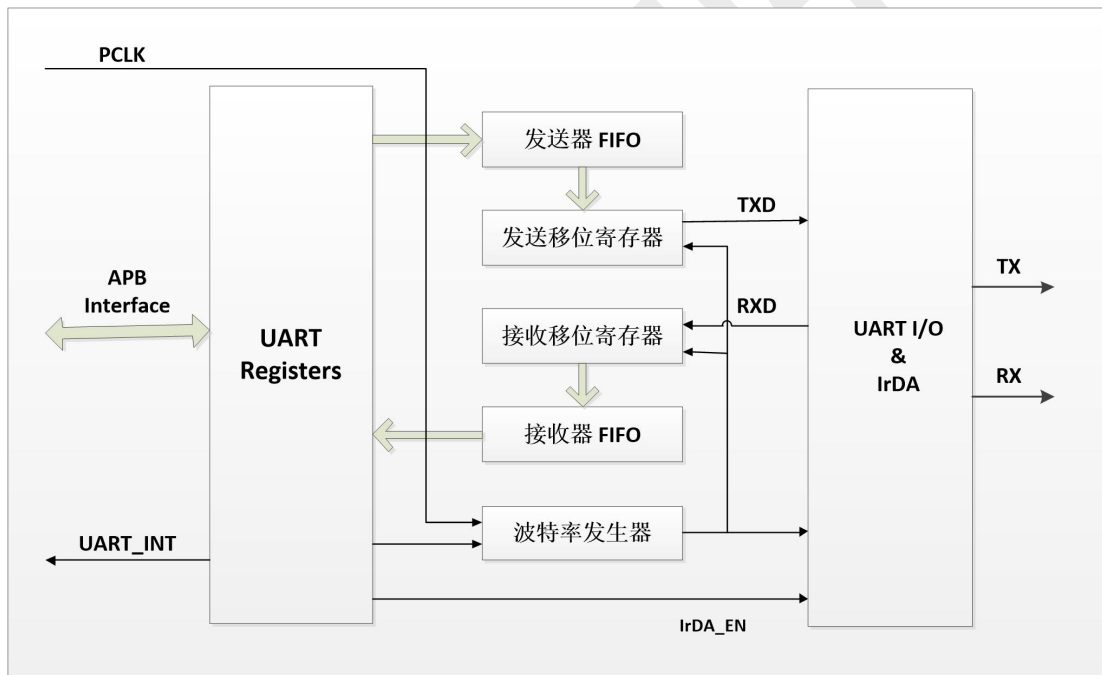 PCLK
发送器 FIFO
TXD
发送移位寄存器
TX
APB
Interface
RXD
UART
Registers
接收移位寄存器
UART I/O
&
IrDA
RX
接收器 FIFO
波特率发生器
UART_INT
IrDA_EN